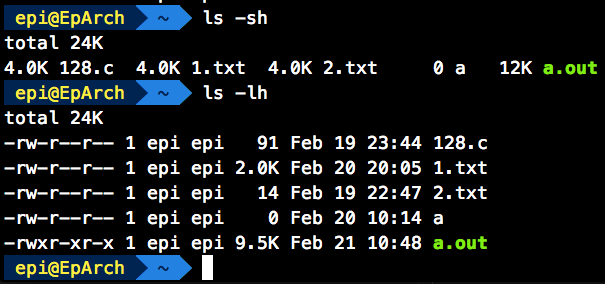 epi@EpArch ~ ls -sh
total 24K
4.0K 128.c  4.0K 1.txt  4.0K 2.txt     0 a   12K a.out
epi@EpArch ~ ls -lh
total 24K
-rw-r--r-- 1 epi epi   91 Feb 19 23:44 128.c
-rw-r--r-- 1 epi epi 2.0K Feb 20 20:05 1.txt
-rw-r--r-- 1 epi epi   14 Feb 19 22:47 2.txt
-rw-r--r-- 1 epi epi    0 Feb 20 10:14 a
-rwxr-xr-x 1 epi epi 9.5K Feb 21 10:48 a.out
epi@EpArch ~